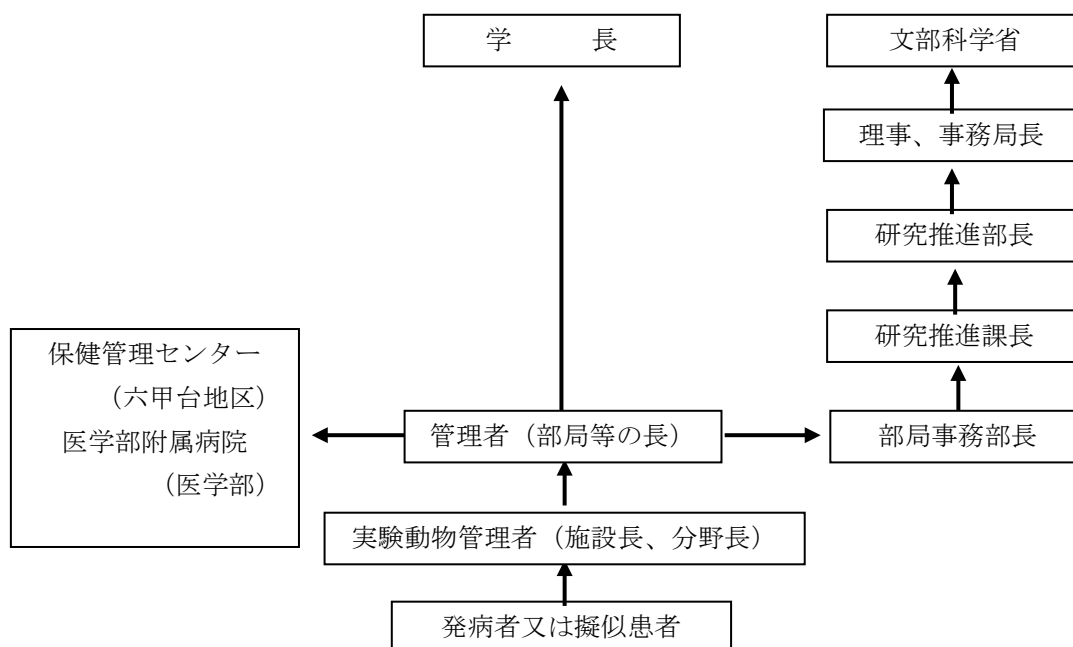 学　　　長
文部科学省
理事、事務局長
研究推進部長
研究推進課長
保健管理センター
（六甲台地区）
医学部附属病院
（医学部）
管理者（部局等の長）
部局事務部長
実験動物管理者（施設長、分野長）
発病者又は擬似患者